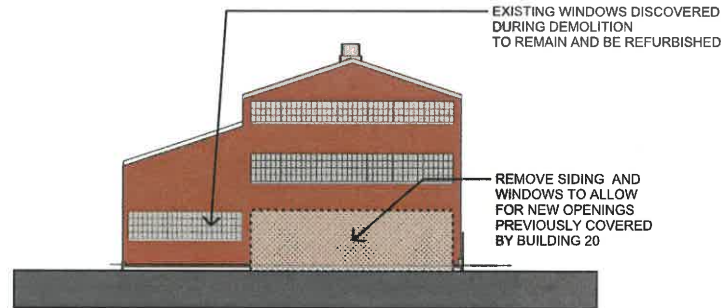 EXISTING WINDOWS DISCOVERED
DURING DEMOLITION
TO REMAIN AND BE REFURBISHED
REMOVE SIDING AND
WINDOWS TO ALLOW
FOR NEW OPENINGS
PREVIOUSLY COVERED
BY BUILDING 20